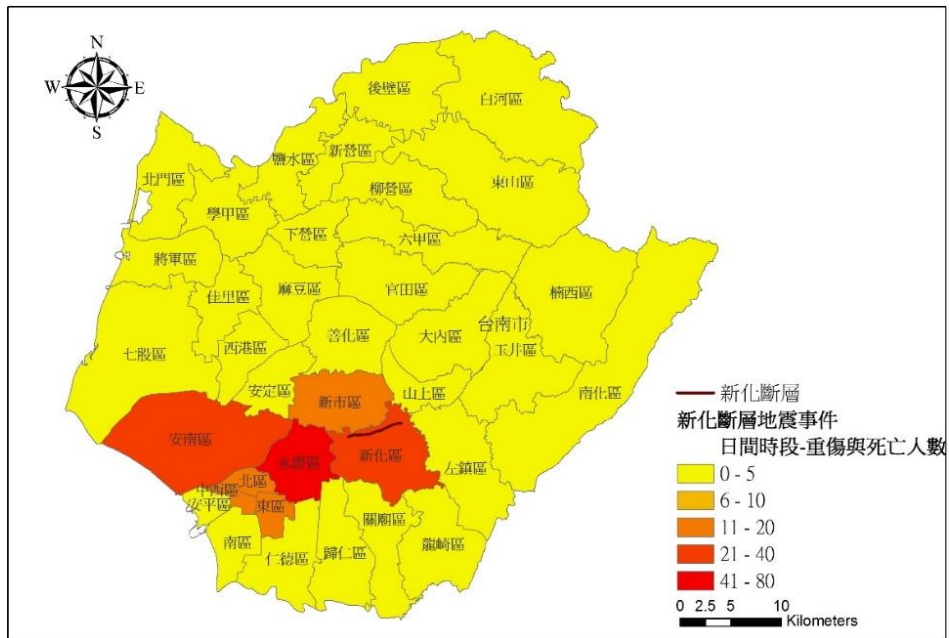 N
W
E
S
後壁區
白河區
鹽水區
新營區
北門區
柳營區
東山區
學甲區
下營區
六甲區
將軍區
佳里區
麻豆區
官田區
楠西區
台南市
七股區
西港區
善化區
大內區
玉井區
安定區
山上區
南化區
新市區
安南區
永康區
新化區
左鎮區
北區
中西區
安平區
東區
關廟區
南區
仁德區
歸仁區
龍崎區
新化斷層
新化斷層地震事件
日間時段-重傷與死亡人數
0 - 5
6 - 10
11 - 20
21 - 40
41 - 80
0 2.5 5 10
Kilometers